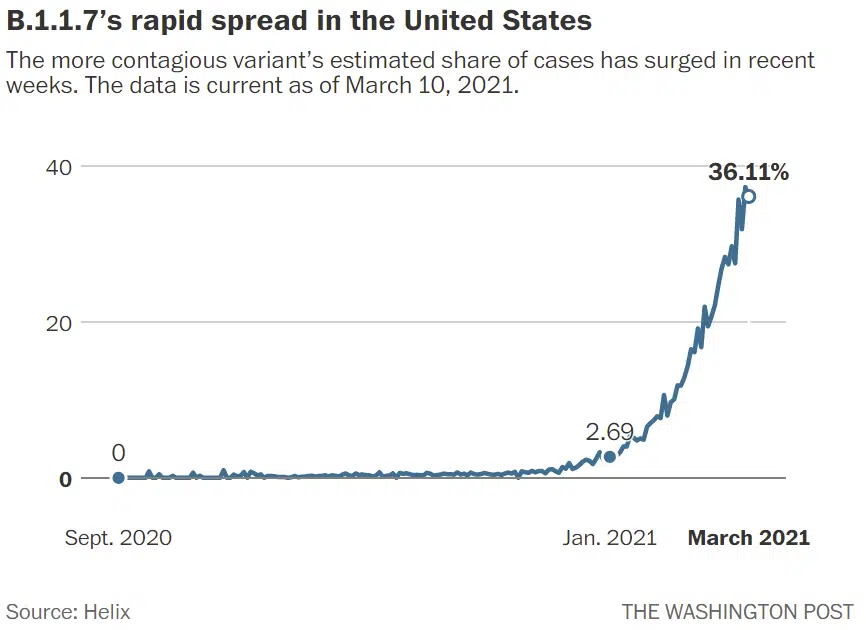 B.1.1.7’s rapid spread in the United States
The more contagious variant’s estimated share of cases has surged in recent
weeks. The data is current as of March 10, 2021.
40
36.11%
20
2.69
0
0
Sept. 2020
Jan. 2021
March 2021
Source: Helix
THE WASHINGTON POST